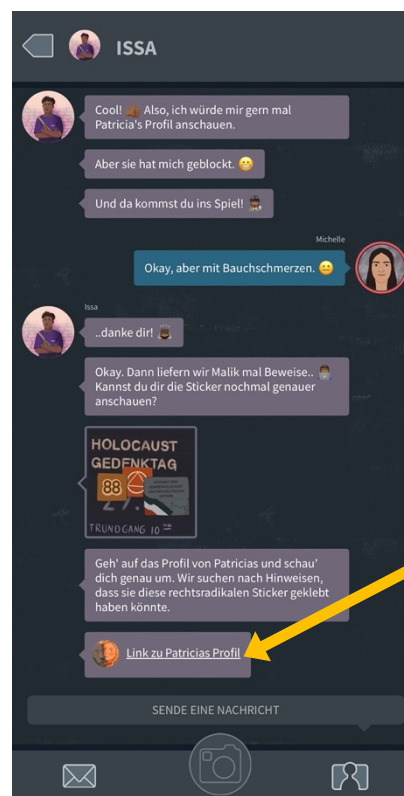 ISSA
Cool! Also, ich würde mir gern mal
Patricia's Profil anschauen.
Aber sie hat mich geblockt.
Und da kommst du ins Spiel!
Michelle
Okay, aber mit Bauchschmerzen.
Issa
..danke dir!
Okay. Dann liefern wir Malik mal Beweise..
Kannst du dir die Sticker nochmal genauer
anschauen?
HOLOCAUST
GEDENKTAG
88
27.
TRUNDGANG 10
Geh' auf das Profil von Patricias und schau'
dich genau um. Wir suchen nach Hinweisen,
dass sie diese rechtsradikalen Sticker geklebt
haben könnte.
Link zu Patricias Profil
SENDE EINE NACHRICHT